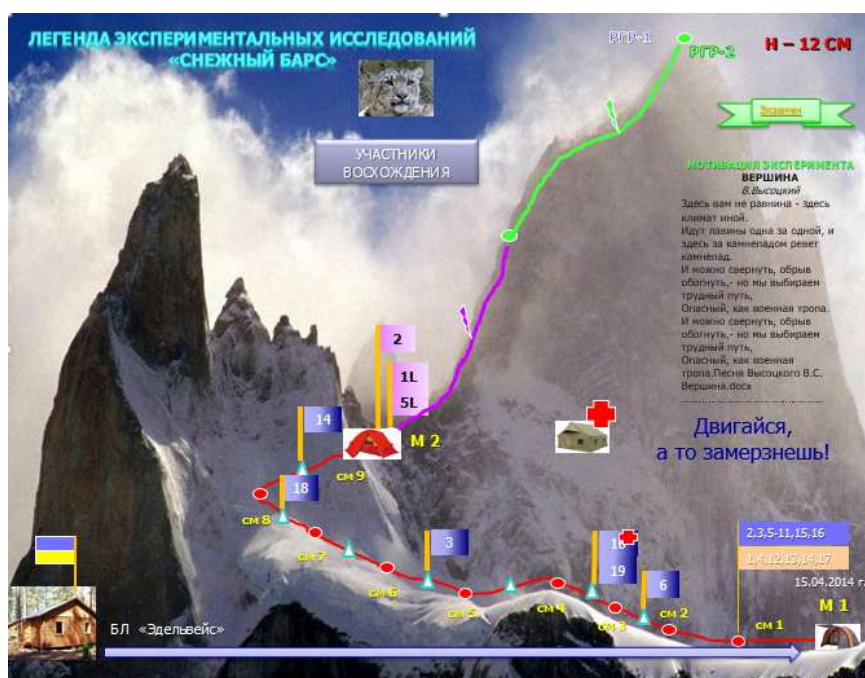 ЛЕГЕНДА ЭКСПЕРИМЕНТАЛЬНЫХ ИССЛЕДОВАНИЙ
«СНЕЖНЫЙ БАРС»
РГР-1
РГР-2
Н – 12 СМ
Экзамен
УЧАСТНИКИ
ВОСХОЖДЕНИЯ
МОТИВАЦИЯ ЭКСПЕРИМЕНТА
ВЕРШИНА
В.Высоцкий
Здесь вам не равнина - здесь
климат иной.
Идут лавины одна за одной, и
здесь за камнепадом ревет
камнепад.
И можно свернуть, обрыв
обогнуть,- но мы выбираем
трудный путь,
Опасный, как военная тропа.
И можно свернуть, обрыв
обогнуть,- но мы выбираем
трудный путь,
Опасный, как военная
тропа.Песня Высоцкого В.С.
Вершина.docx
Двигайся,
а то замерзнешь!
2
1L
5L
14
М 2
см 9
18
см 8
см 7
3
см 6
см 5
см 4
19
6
см 3
см 2
2,3,5-11,15,16
1,4,12,13,14,17
15.04.2014 г.
М 1
см 1
БЛ «Эдельвейс»